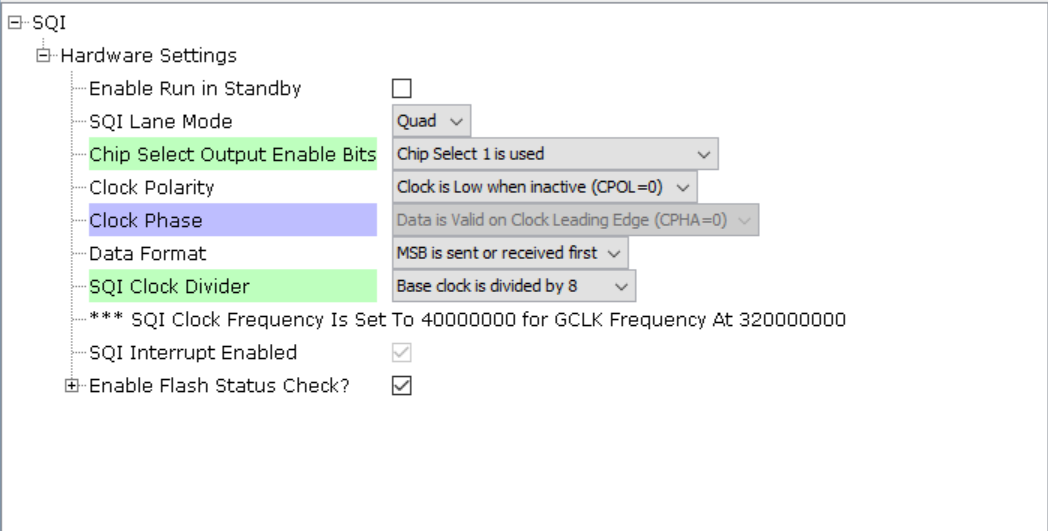 SQI
Hardware Settings
Enable Run in Standby
SQI Lane Mode Quad
Chip Select Output Enable Bits Chip Select 1 is used
Clock Polarity Clock is Low when inactive (CPOL=0)
Clock Phase Data is Valid on Clock Leading Edge (CPHA=0)
Data Format MSB is sent or received first
SQI Clock Divider Base clock is divided by 8
*** SQI Clock Frequency Is Set To 40000000 for GCLK Frequency At 320000000
SQI Interrupt Enabled
Enable Flash Status Check?